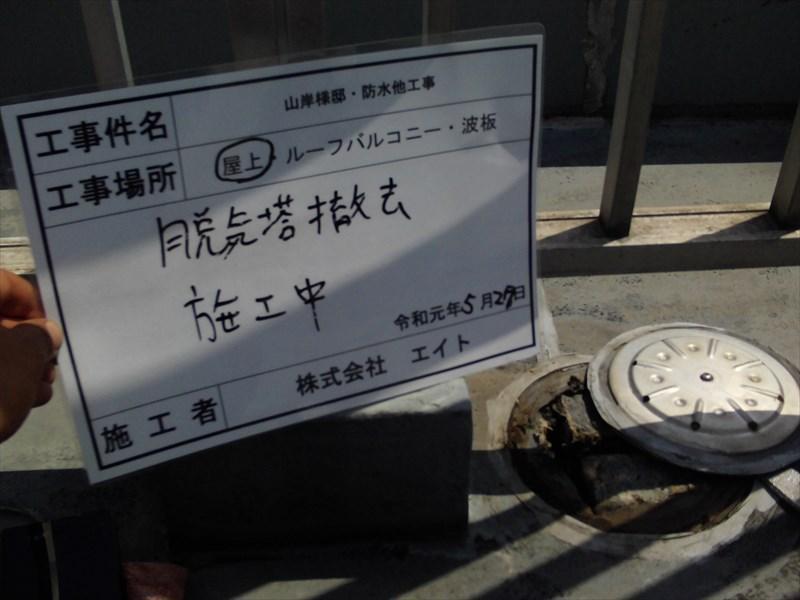 工事件名 山岸様邸・防水他工事
工事場所 屋上・ルーフバルコニー・波板
脱気塔撤去
施工中
令和元年5月27日
施工者 株式会社 エイト